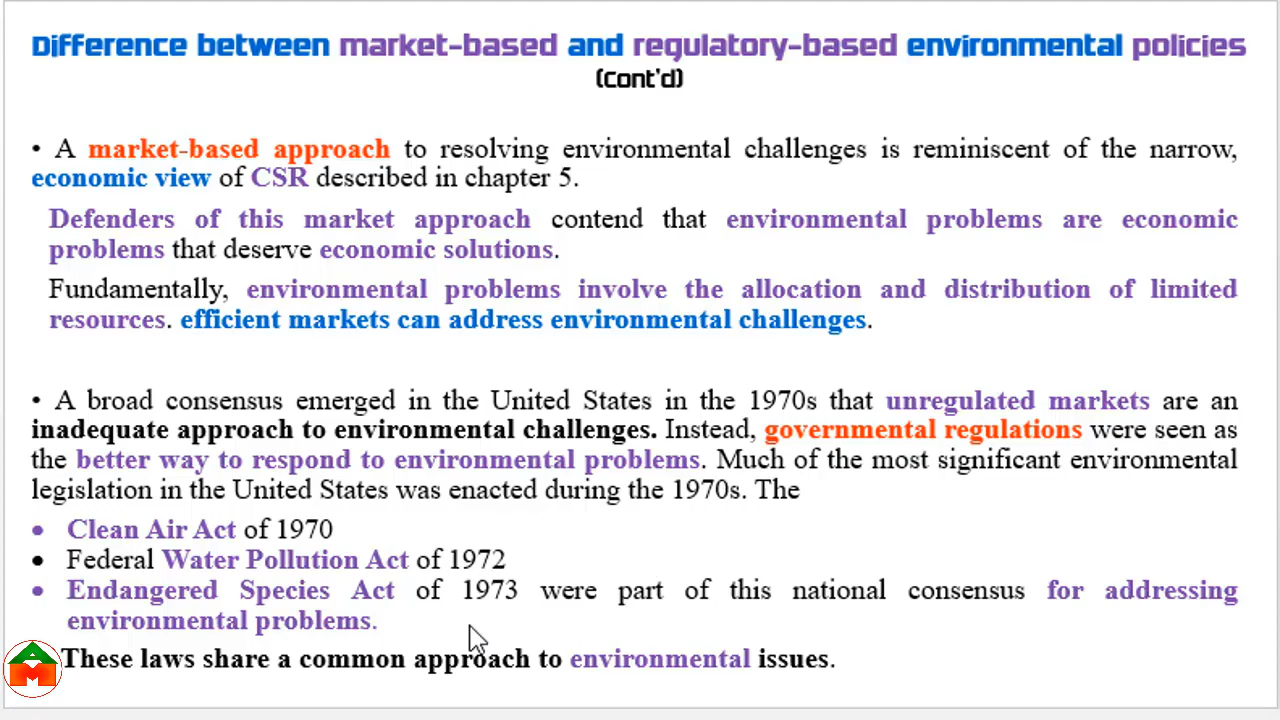 Difference between market-based and regulatory-based environmental policies
(Cont'd)
• A market-based approach to resolving environmental challenges is reminiscent of the narrow,
economic view of CSR described in chapter 5.
Defenders of this market approach contend that environmental problems are economic
problems that deserve economic solutions.
Fundamentally, environmental problems involve the allocation and distribution of limited
resources. efficient markets can address environmental challenges.
• A broad consensus emerged in the United States in the 1970s that unregulated markets are an
inadequate approach to environmental challenges. Instead, governmental regulations were seen as
the better way to respond to environmental problems. Much of the most significant environmental
legislation in the United States was enacted during the 1970s. The
• Clean Air Act of 1970
• Federal Water Pollution Act of 1972
• Endangered Species Act of 1973 were part of this national consensus for addressing
environmental problems.
These laws share a common approach to environmental issues.